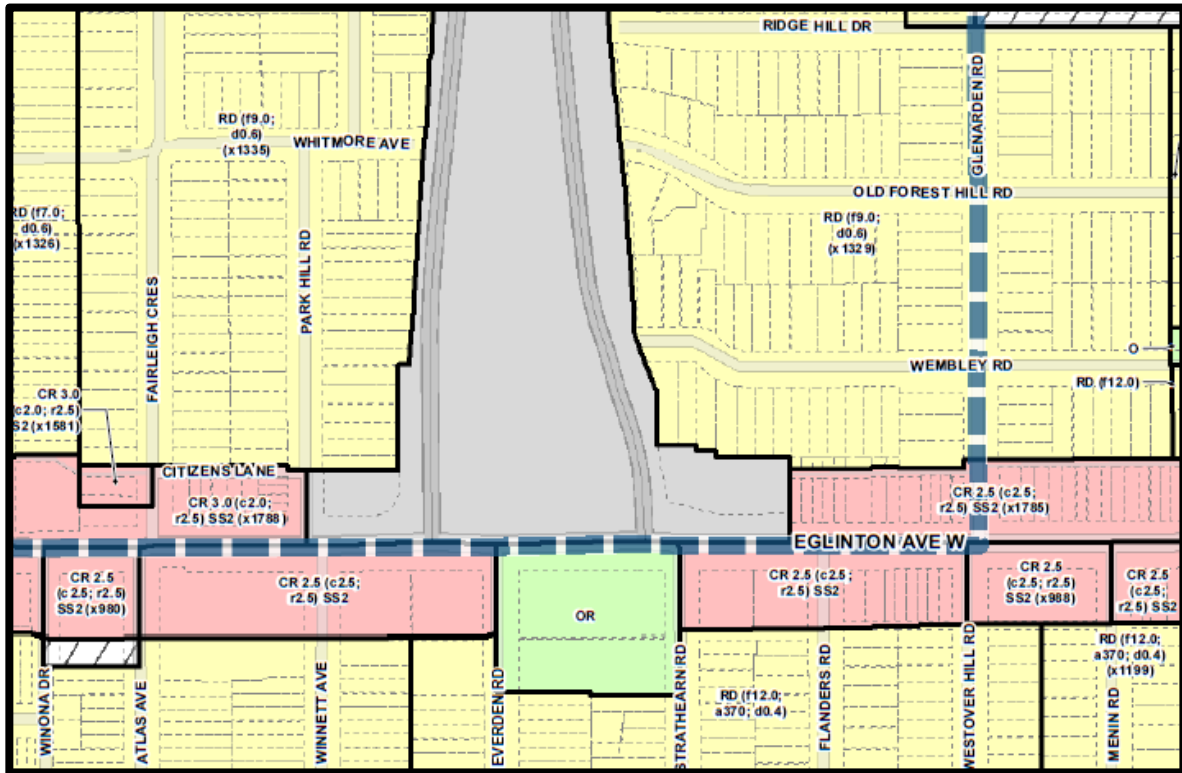 RIDGE HILL DR
GLENARDEN RD
RD (f9.0;
d0.6)
(x1335)
WHITMORE AVE
OLD FOREST HILL RD
RD (f7.0;
d0.6)
(x1326)
RD (f9.0;
d0.6)
(x1329)
PARK HILL RD
FAIRLEIGH CRES
O
WEMBLEY RD
RD (f12.0)
CR 3.0
(c2.0; r2.5)
SS2 (x1581)
CITIZENS LANE
CR 3.0 (c2.0;
r2.5) SS2 (x1788)
CR 2.5 (c2.5;
r2.5) SS2 (x1785)
EGLINTON AVE W
CR 2.5
(c2.5; r2.5)
SS2 (x980)
CR 2.5 (c2.5;
r2.5) SS2
OR
CR 2.5 (c2.5;
r2.5) SS2
CR 2.5
(c2.5; r2.5)
SS2 (x988)
CR 2.5
(c2.5;
r2.5) SS2
WINONA DR
ATLAS AVE
WINNETT AVE
EVERDEN RD
STRATHEARN RD
RD (f12.0;
a370; d0.4)
FLANDERS RD
WESTOVER HILL RD
RD (f12.0;
a370; d0.4)
(x1199)
MENIN RD